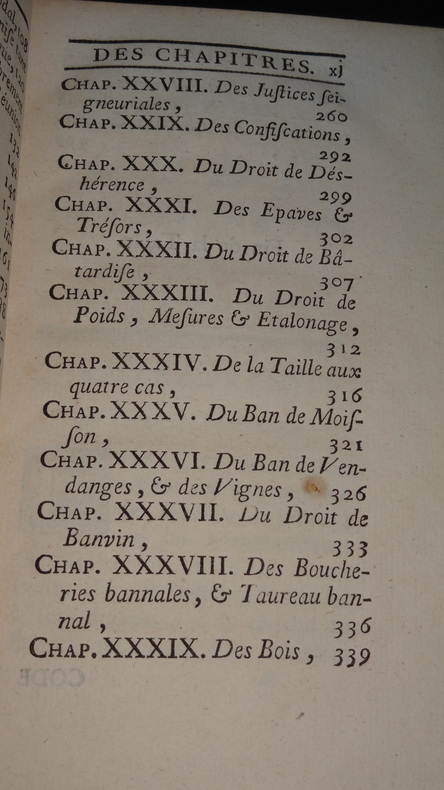 DES CHAPITRES. xj
CHAP. XXVIII. Des Juſtices ſei-
gneuriales, 260
CHAP. XXIX. Des Confiſcations,
292
CHAP. XXX. Du Droit de Dés-
hérence, 299
CHAP. XXXI. Des Epaves &
Tréſors, 302
CHAP. XXXII. Du Droit de Bâ-
tardiſe, 307
CHAP. XXXIII. Du Droit de
Poids, Meſures & Etalonage,
312
CHAP. XXXIV. De la Taille aux
quatre cas, 316
CHAP. XXXV. Du Ban de Moiſ-
ſon, 321
CHAP. XXXVI. Du Ban de Ven-
danges, & des Vignes, 326
CHAP. XXXVII. Du Droit de
Banvin, 333
CHAP. XXXVIII. Des Bouche-
ries bannales, & Taureau ban-
nal, 336
CHAP. XXXIX. Des Bois, 339